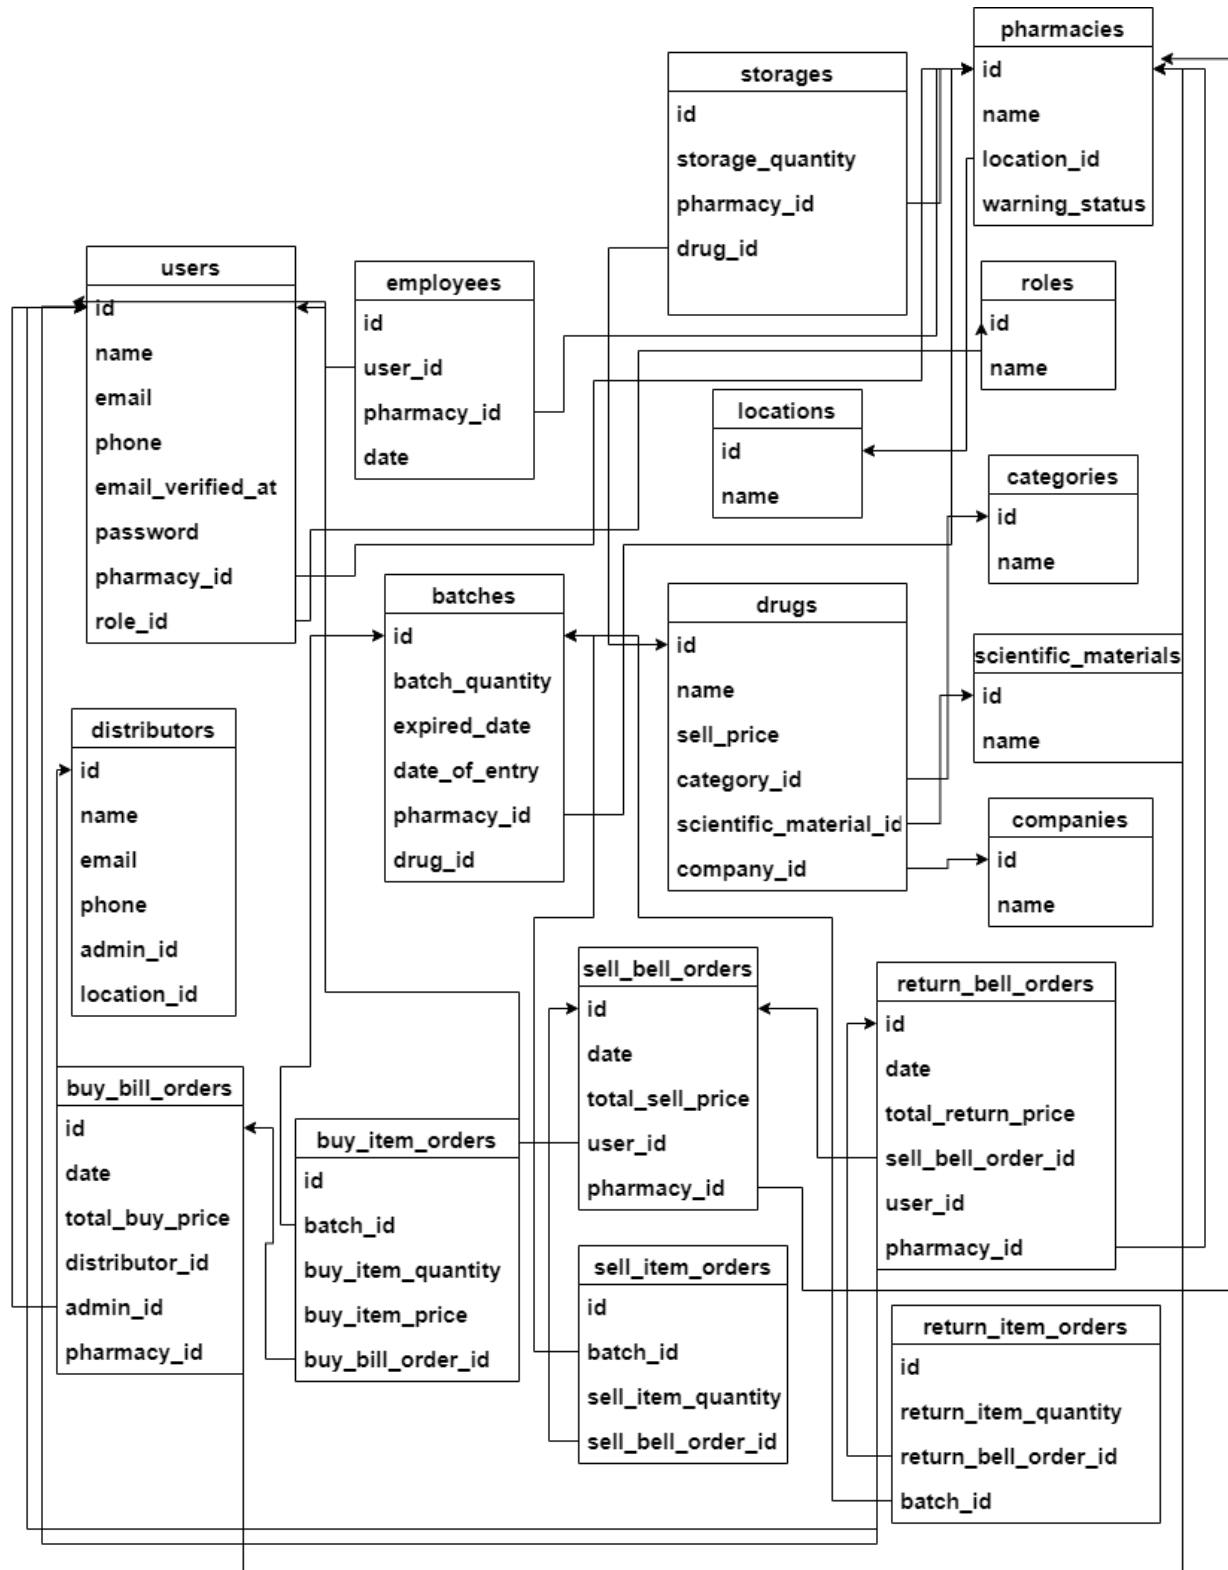 pharmacies
id
name
location_id
warning_status
storages
id
storage_quantity
pharmacy_id
drug_id
users
id
name
email
phone
email_verified_at
password
pharmacy_id
role_id
employees
id
user_id
pharmacy_id
date
roles
id
name
locations
id
name
categories
id
name
batches
id
batch_quantity
expired_date
date_of_entry
pharmacy_id
drug_id
drugs
id
name
sell_price
category_id
scientific_material_id
company_id
scientific_materials
id
name
distributors
id
name
email
phone
admin_id
location_id
companies
id
name
sell_bell_orders
id
date
total_sell_price
user_id
pharmacy_id
return_bell_orders
id
date
total_return_price
sell_bell_order_id
user_id
pharmacy_id
buy_bill_orders
id
date
total_buy_price
distributor_id
admin_id
pharmacy_id
buy_item_orders
id
batch_id
buy_item_quantity
buy_item_price
buy_bill_order_id
sell_item_orders
id
batch_id
sell_item_quantity
sell_bell_order_id
return_item_orders
id
return_item_quantity
return_bell_order_id
batch_id